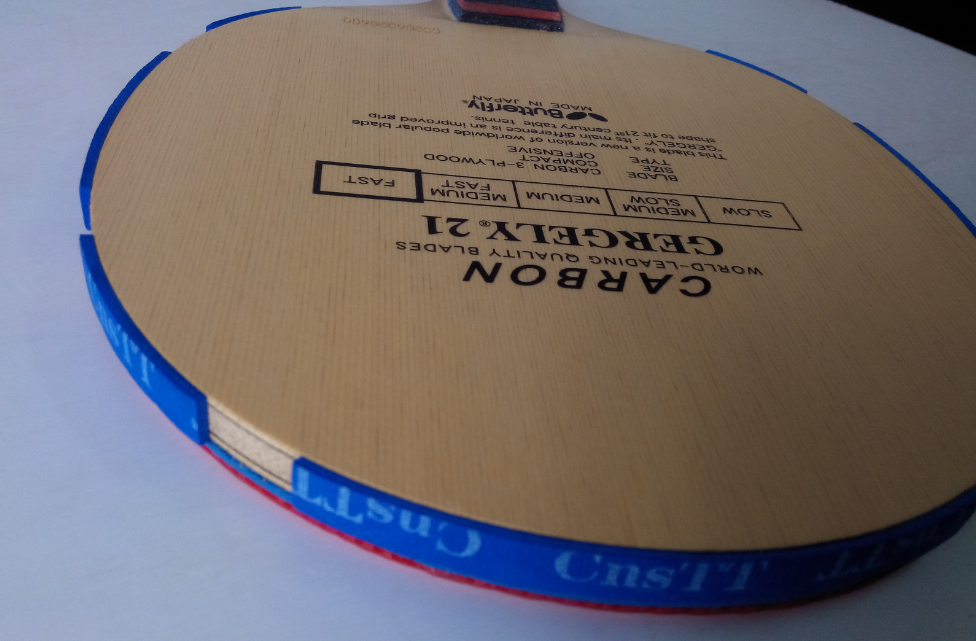 CARBON
WORLD-LEADING QUALITY BLADES
GERGELY® 21
SLOW MEDIUM SLOW MEDIUM MEDIUM FAST FAST
BLADE CARBON 3-PLYWOOD
SIZE COMPACT
TYPE OFFENSIVE
This blade is a new version of worldwide popular blade
"GERGELY". Its main difference is an improved grip
shape to fit 21st century table tennis.
Butterfly®
MADE IN JAPAN
CnsTT
CnsTT
CnsTT